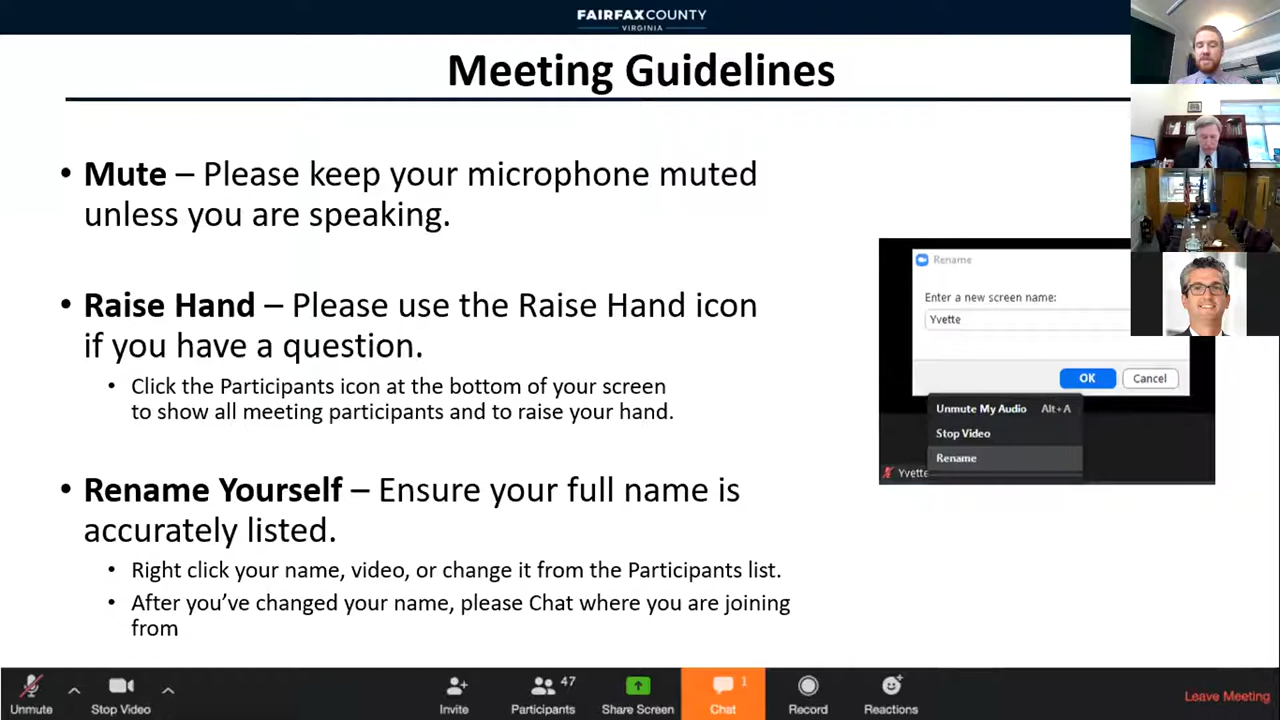 FAIRFAXCOUNTY
VIRGINIA
Meeting Guidelines
• Mute – Please keep your microphone muted
unless you are speaking.
• Raise Hand – Please use the Raise Hand icon
if you have a question.
• Click the Participants icon at the bottom of your screen
to show all meeting participants and to raise your hand.
• Rename Yourself – Ensure your full name is
accurately listed.
• Right click your name, video, or change it from the Participants list.
• After you’ve changed your name, please Chat where you are joining
from
Rename
Enter a new screen name:
Yvette
OK Cancel
Unmute My Audio Alt+A
Stop Video
Rename
Yvette
47 1
Unmute Stop Video Invite Participants Share Screen Chat Record Reactions Leave Meeting